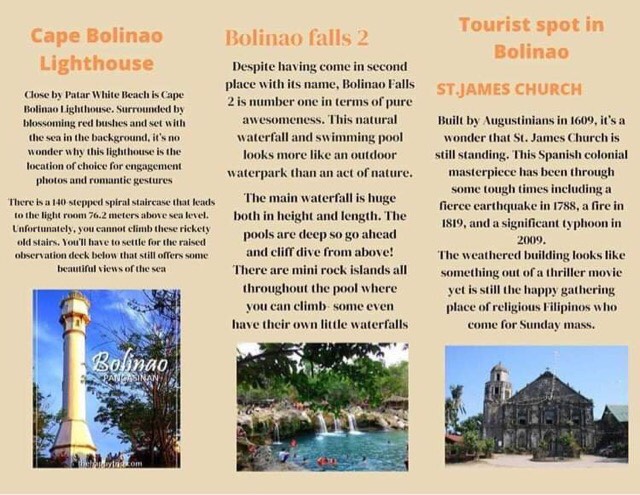 Cape Bolinao
Lighthouse
Close by Patar White Beach is Cape
Bolinao Lighthouse. Surrounded by
blossoming red bushes and set with
the sea in the background, it's no
wonder why this lighthouse is the
location of choice for engagement
photos and romantic gestures
There is a 140-stepped spiral staircase that leads
to the light room 76.2 meters above sea level.
Unfortunately, you cannot climb these rickety
old stairs. You'll have to settle for the raised
observation deck below that still offers some
beautiful views of the sea
Bolinao
PANGASINAN
thehappytrip.com
Bolinao falls 2
Despite having come in second
place with its name, Bolinao Falls
2 is number one in terms of pure
awesomeness. This natural
waterfall and swimming pool
looks more like an outdoor
waterpark than an act of nature.
The main waterfall is huge
both in height and length. The
pools are deep so go ahead
and cliff dive from above!
There are mini rock islands all
throughout the pool where
you can climb- some even
have their own little waterfalls
Tourist spot in
Bolinao
ST.JAMES CHURCH
Built by Augustinians in 1609, it's a
wonder that St. James Church is
still standing. This Spanish colonial
masterpiece has been through
some tough times including a
fierce earthquake in 1788, a fire in
1819, and a significant typhoon in
2009.
The weathered building looks like
something out of a thriller movie
yet is still the happy gathering
place of religious Filipinos who
come for Sunday mass.